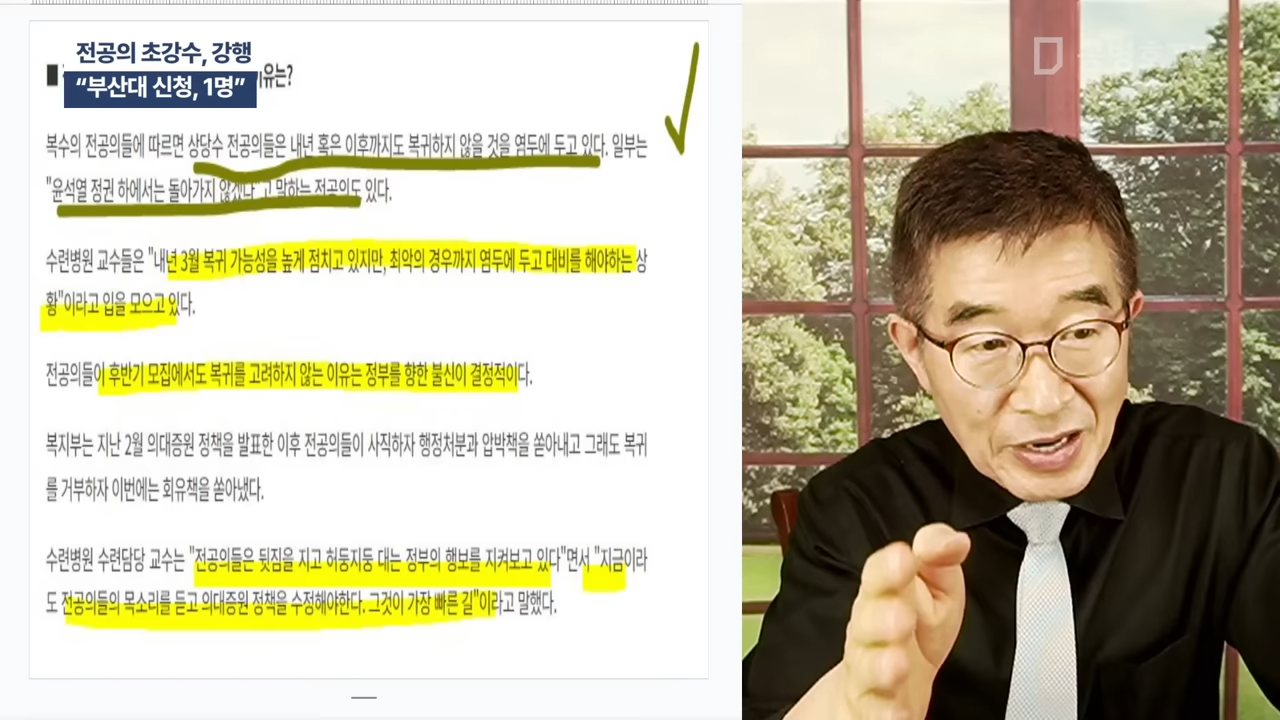 전공의 초강수, 강행
“부산대 신청, 1명”
유는?
복수의 전공의들에 따르면 상당수 전공의들은 내년 혹은 이후까지도 복귀하지 않을 것을 염두에 두고 있다. 일부는
"윤석열 정권 하에서는 돌아가지 않겠다"고 말하는 전공의도 있다.
수련병원 교수들은 "내년 3월 복귀 가능성을 높게 점치고 있지만, 최악의 경우까지 염두에 두고 대비를 해야하는 상
황"이라고 입을 모으고 있다.
전공의들이 후반기 모집에서도 복귀를 고려하지 않는 이유는 정부를 향한 불신이 결정적이다.
복지부는 지난 2월 의대증원 정책을 발표한 이후 전공의들이 사직하자 행정처분과 압박책을 쏟아내고 그래도 복귀
를 거부하자 이번에는 회유책을 쏟아냈다.
수련병원 수련담당 교수는 "전공의들은 뒷짐을 지고 허둥지둥 대는 정부의 행보를 지켜보고 있다"면서 "지금이라
도 전공의들의 목소리를 듣고 의대증원 정책을 수정해야한다. 그것이 가장 빠른 길"이라고 말했다.